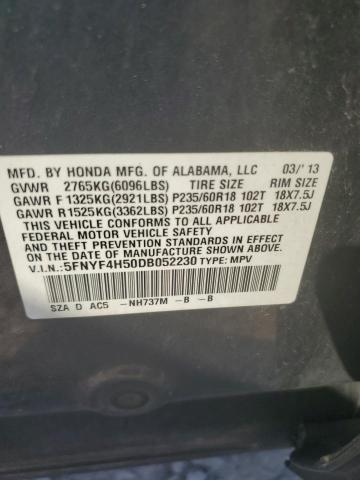 MFD. BY HONDA MFG. OF ALABAMA, LLC 03/'13
GVWR 2765KG(6096LBS) TIRE SIZE RIM SIZE
GAWR F 1325KG(2921LBS) P235/60R18 102T 18X7.5J
GAWR R1525KG(3362LBS) P235/60R18 102T 18X7.5J
THIS VEHICLE CONFORMS TO ALL APPLICABLE
FEDERAL MOTOR VEHICLE SAFETY AND THEFT
PREVENTION STANDARDS IN EFFECT ON THE
DATE OF MANUFACTURE SHOWN ABOVE.
V.I.N.:5FNYF4H50DB052230 TYPE: MPV
SZA D AC5 -NH737M -B -B